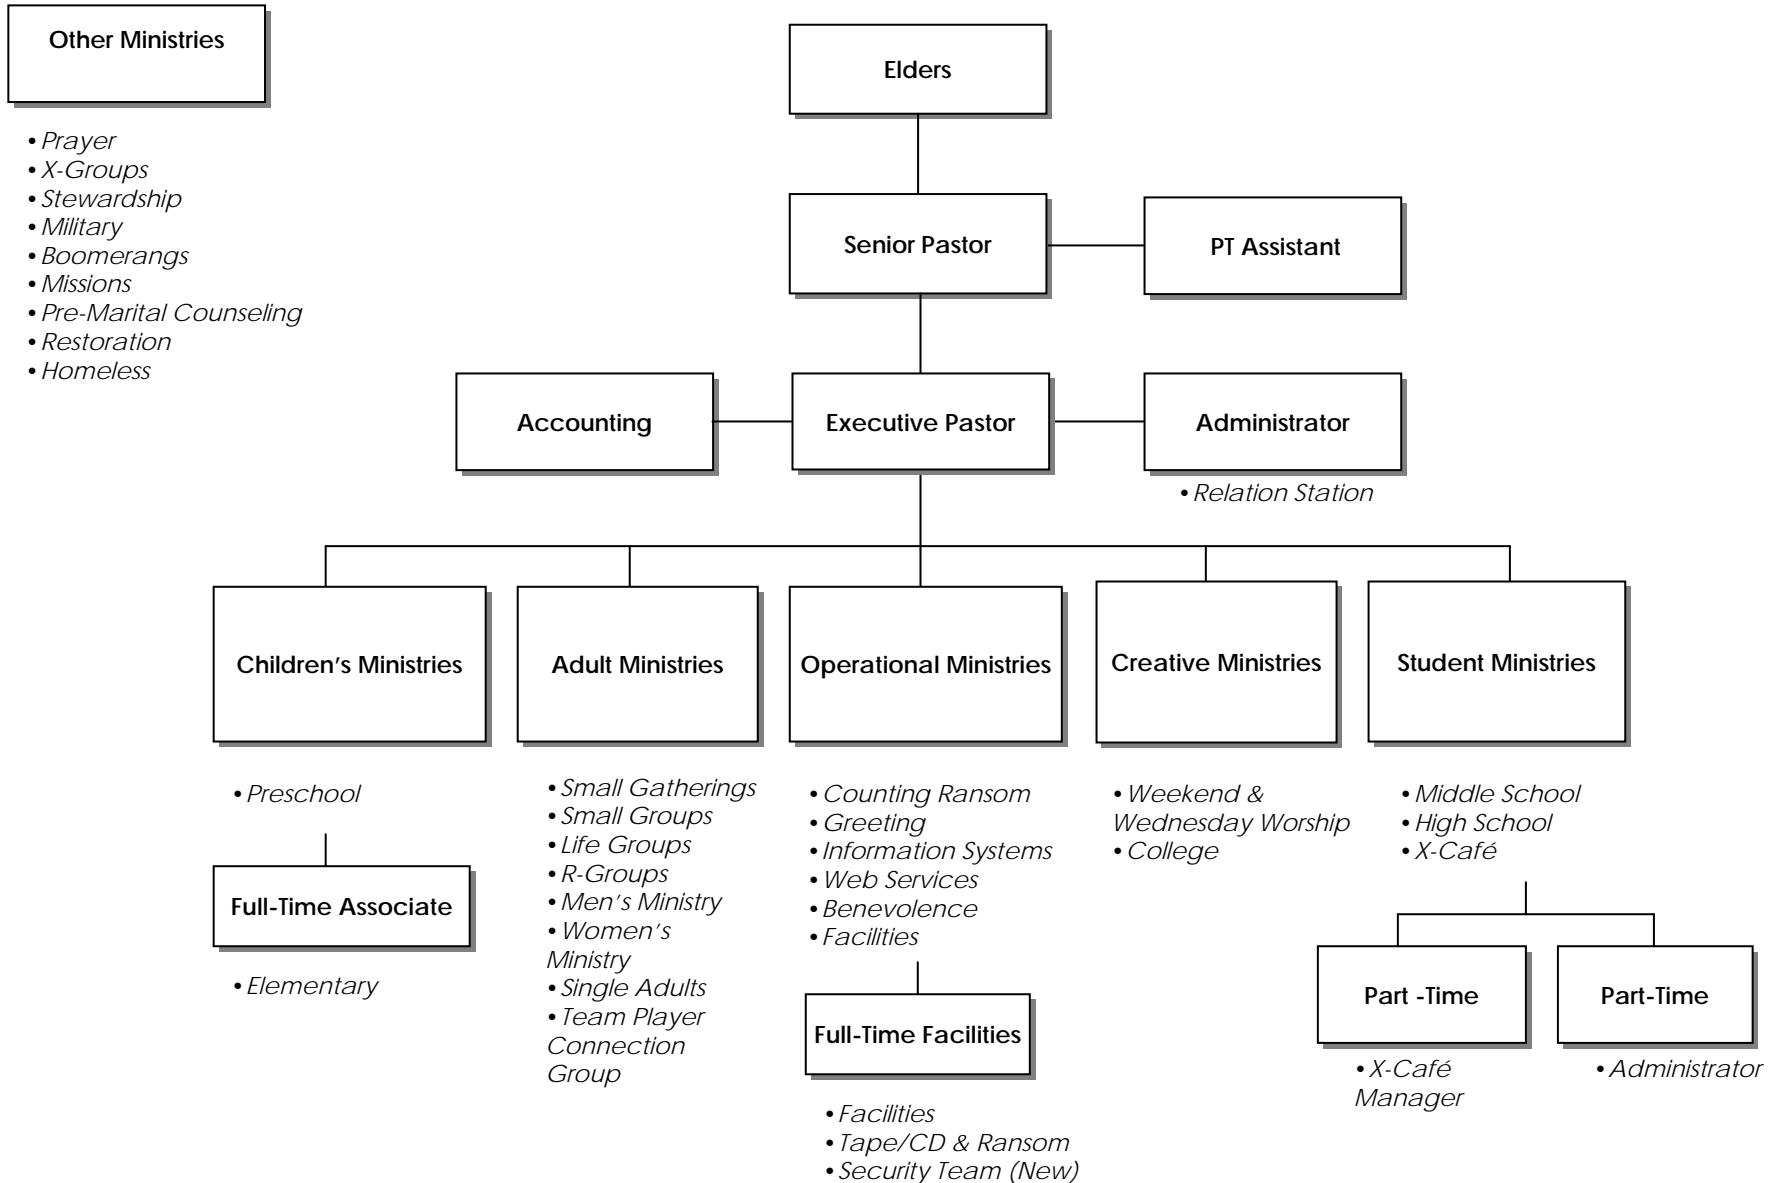 Other Ministries
• Prayer
• X-Groups
• Stewardship
• Military
• Boomerangs
• Missions
• Pre-Marital Counseling
• Restoration
• Homeless
Elders
Senior Pastor
PT Assistant
Accounting
Executive Pastor
Administrator
• Relation Station
Children's Ministries
• Preschool
Full-Time Associate
• Elementary
Adult Ministries
• Small Gatherings
• Small Groups
• Life Groups
• R-Groups
• Men's Ministry
• Women's
Ministry
• Single Adults
• Team Player
Connection
Group
Operational Ministries
• Counting Ransom
• Greeting
• Information Systems
• Web Services
• Benevolence
• Facilities
Full-Time Facilities
• Facilities
• Tape/CD & Ransom
• Security Team (New)
Creative Ministries
• Weekend &
Wednesday Worship
• College
Student Ministries
• Middle School
• High School
• X-Café
Part -Time
• X-Café
Manager
Part-Time
• Administrator